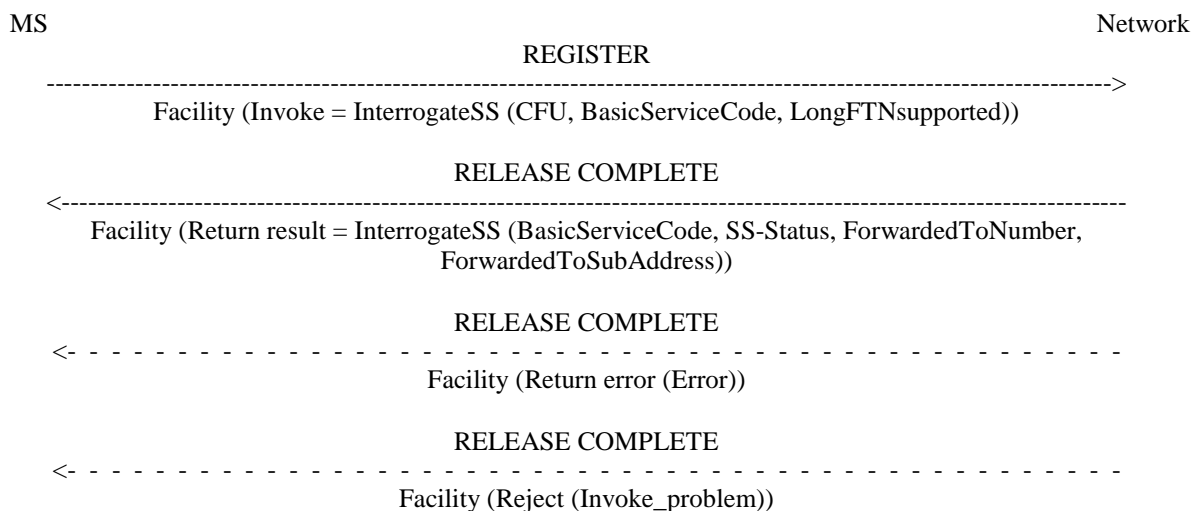 MS Network
REGISTER
------------------------------------------------------------------------------------------------------------------------>
Facility (Invoke = InterrogateSS (CFU, BasicServiceCode, LongFTNsupported))
RELEASE COMPLETE
<------------------------------------------------------------------------------------------------------------------------
Facility (Return result = InterrogateSS (BasicServiceCode, SS-Status, ForwardedToNumber,
ForwardedToSubAddress))
RELEASE COMPLETE
<- - - - - - - - - - - - - - - - - - - - - - - - - - - - - - - - - - - - - - - - - - - - - - - - -
Facility (Return error (Error))
RELEASE COMPLETE
<- - - - - - - - - - - - - - - - - - - - - - - - - - - - - - - - - - - - - - - - - - - - - - - - -
Facility (Reject (Invoke_problem))